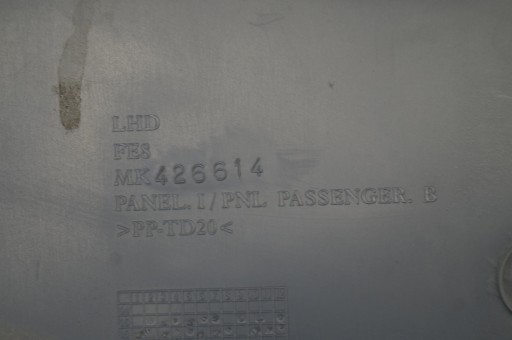 LHD
FE8
MK426614
PANEL. I/PNL PASSENGER. B
>PP-TD20<